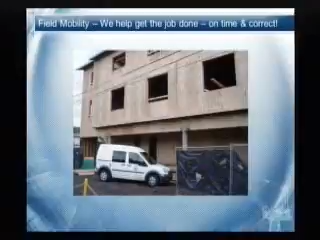 Field Mobility – We help get the job done – on time & correct!